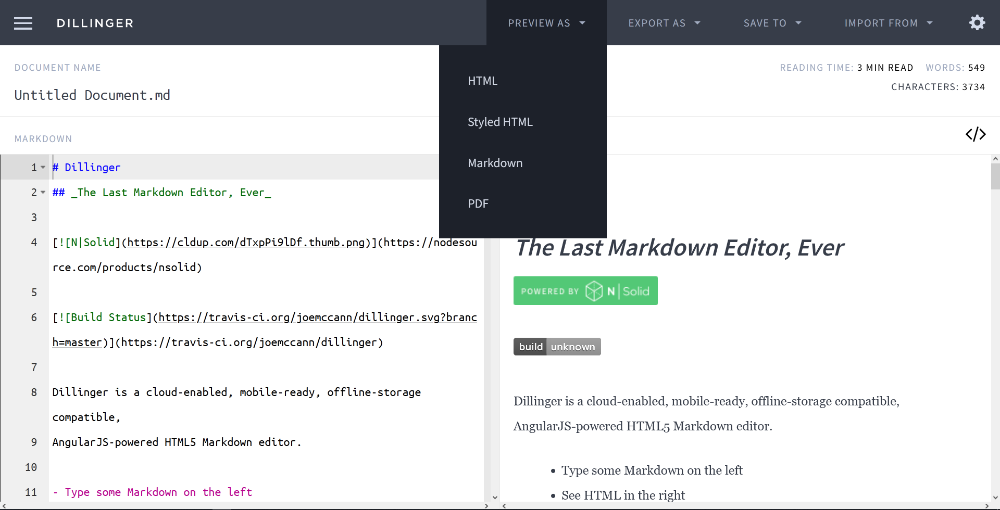 DILLINGER
PREVIEW AS
EXPORT AS
SAVE TO
IMPORT FROM
HTML
Styled HTML
Markdown
PDF
DOCUMENT NAME
Untitled Document.md
READING TIME: 3 MIN READ WORDS: 549
CHARACTERS: 3734
MARKDOWN
</>
1 # Dillinger
2 ## _The Last Markdown Editor, Ever_
3
4 [![N|Solid](https://cldup.com/dTxpPi9lDf.thumb.png)](https://nodesou
rce.com/products/nsolid)
5
6 [![Build Status](https://travis-ci.org/joemccann/dillinger.svg?branc
h=master)](https://travis-ci.org/joemccann/dillinger)
7
8 Dillinger is a cloud-enabled, mobile-ready, offline-storage
compatible,
9 AngularJS-powered HTML5 Markdown editor.
10
11 - Type some Markdown on the left
The Last Markdown Editor, Ever
POWERED BY N|Solid
build unknown
Dillinger is a cloud-enabled, mobile-ready, offline-storage compatible,
AngularJS-powered HTML5 Markdown editor.
• Type some Markdown on the left
• See HTML in the right